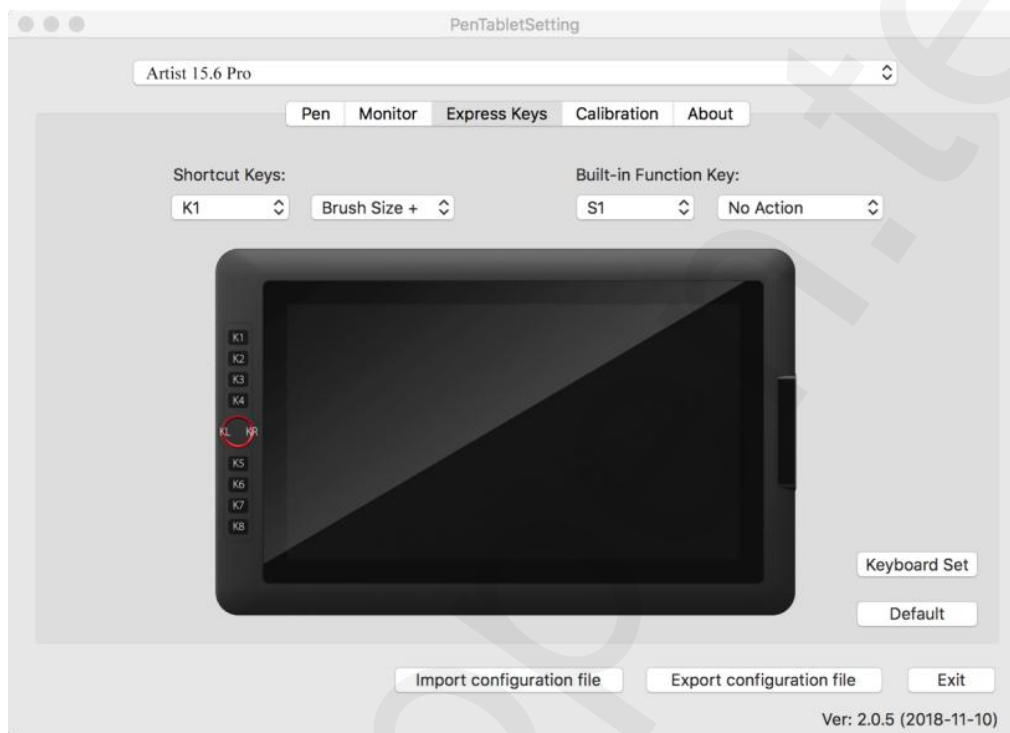 PenTabletSetting
Artist 15.6 Pro
Pen Monitor Express Keys Calibration About
Shortcut Keys: Built-in Function Key:
K1 Brush Size + S1 No Action
K1
K2
K3
K4
KL KR
K5
K6
K7
K8
Keyboard Set
Default
Import configuration file Export configuration file Exit
Ver: 2.0.5 (2018-11-10)